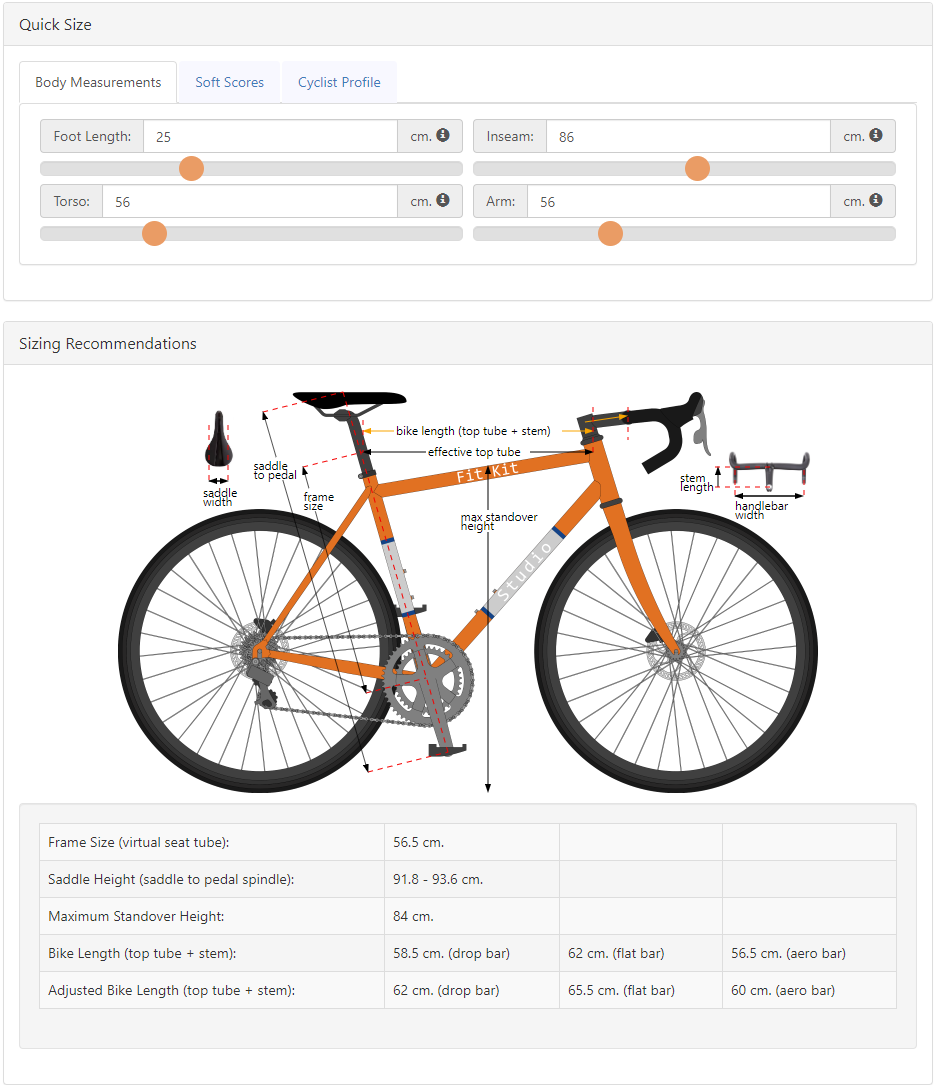 Quick Size
Body Measurements Soft Scores Cyclist Profile
Foot Length: 25 cm. Inseam: 86 cm.
Torso: 56 cm. Arm: 56 cm.
Sizing Recommendations
bike length (top tube + stem)
effective top tube
saddle
to pedal
Fit Kit
stem
length
saddle
width
frame
size
handlebar
width
max standover
height
Studio
Frame Size (virtual seat tube): 56.5 cm.
Saddle Height (saddle to pedal spindle): 91.8 - 93.6 cm.
Maximum Standover Height: 84 cm.
Bike Length (top tube + stem): 58.5 cm. (drop bar) 62 cm. (flat bar) 56.5 cm. (aero bar)
Adjusted Bike Length (top tube + stem): 62 cm. (drop bar) 65.5 cm. (flat bar) 60 cm. (aero bar)